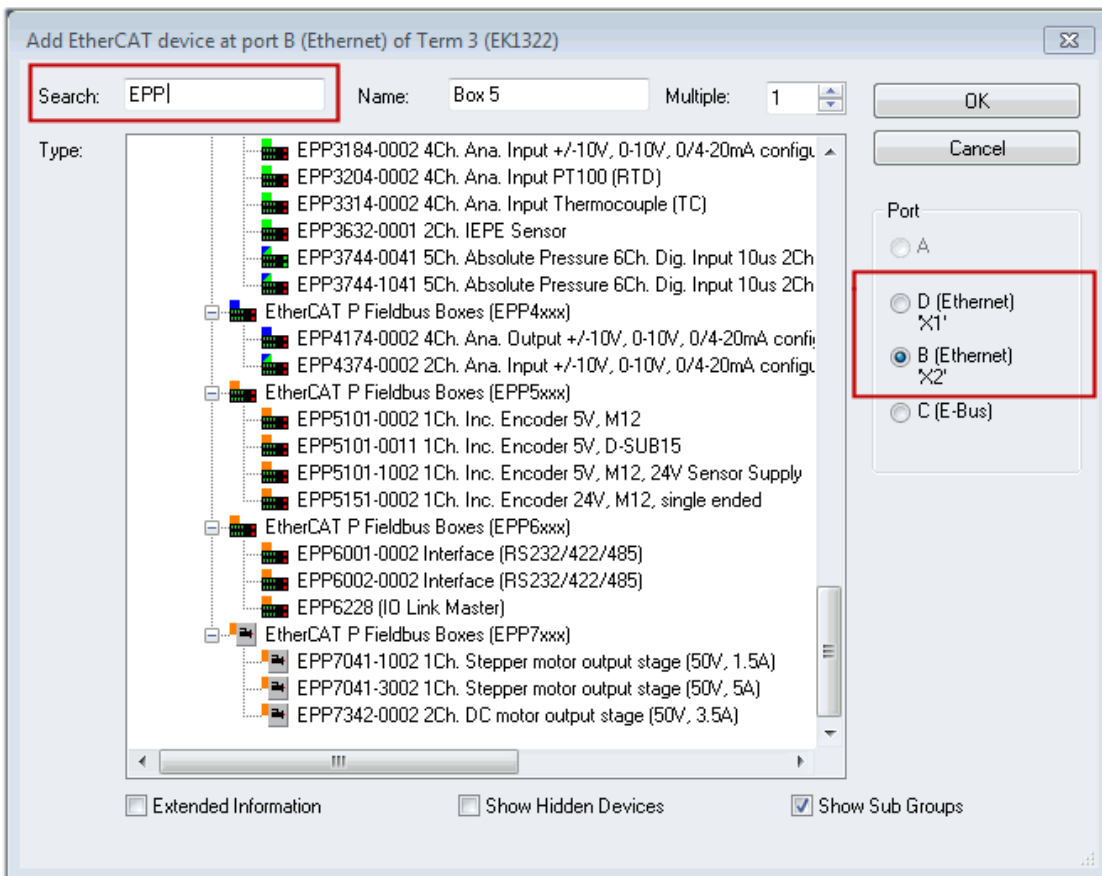 Add EtherCAT device at port B (Ethernet) of Term 3 (EK1322)
Search: EPP Name: Box 5 Multiple: 1 OK
Cancel
Type:
EPP3184-0002 4Ch. Ana. Input +/-10V, 0-10V, 0/4-20mA configu
EPP3204-0002 4Ch. Ana. Input PT100 (RTD)
EPP3314-0002 4Ch. Ana. Input Thermocouple (TC)
EPP3632-0001 2Ch. IEPE Sensor
EPP3744-0041 5Ch. Absolute Pressure 6Ch. Dig. Input 10us 2Ch
EPP3744-1041 5Ch. Absolute Pressure 6Ch. Dig. Input 10us 2Ch
EtherCAT P Fieldbus Boxes (EPP4xxx)
EPP4174-0002 4Ch. Ana. Output +/-10V, 0-10V, 0/4-20mA confi
EPP4374-0002 2Ch. Ana. Input +/-10V, 0-10V, 0/4-20mA configu
EtherCAT P Fieldbus Boxes (EPP5xxx)
EPP5101-0002 1Ch. Inc. Encoder 5V, M12
EPP5101-0011 1Ch. Inc. Encoder 5V, D-SUB15
EPP5101-1002 1Ch. Inc. Encoder 5V, M12, 24V Sensor Supply
EPP5151-0002 1Ch. Inc. Encoder 24V, M12, single ended
EtherCAT P Fieldbus Boxes (EPP6xxx)
EPP6001-0002 Interface (RS232/422/485)
EPP6002-0002 Interface (RS232/422/485)
EPP6228 (IO Link Master)
EtherCAT P Fieldbus Boxes (EPP7xxx)
EPP7041-1002 1Ch. Stepper motor output stage (50V, 1.5A)
EPP7041-3002 1Ch. Stepper motor output stage (50V, 5A)
EPP7342-0002 2Ch. DC motor output stage (50V, 3.5A)
Port
A
D (Ethernet)
'X1'
B (Ethernet)
'X2'
C (E-Bus)
Extended Information Show Hidden Devices Show Sub Groups